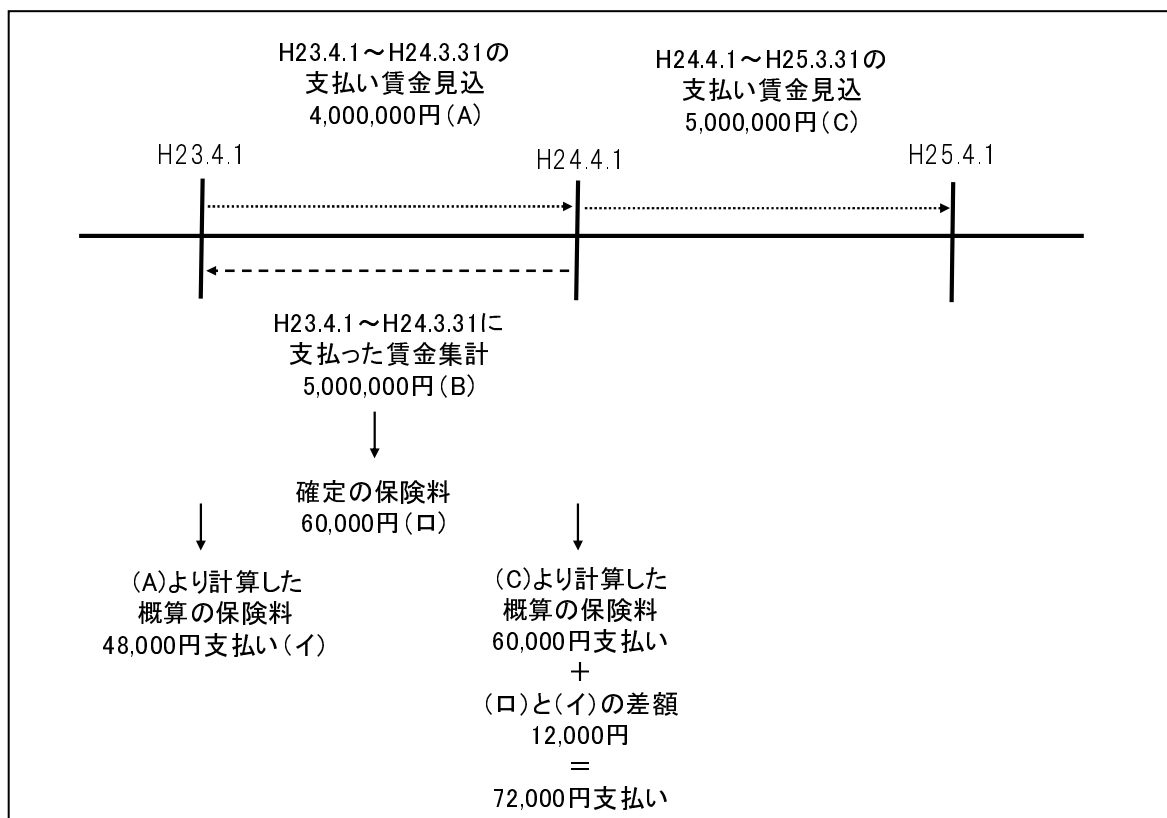 H23.4.1～H24.3.31の
支払い賃金見込
4,000,000円(A)
H24.4.1～H25.3.31の
支払い賃金見込
5,000,000円(C)
H23.4.1
H24.4.1
H25.4.1
H23.4.1～H24.3.31に
支払った賃金集計
5,000,000円(B)
確定の保険料
60,000円(ロ)
(A)より計算した
概算の保険料
48,000円支払い(イ)
(C)より計算した
概算の保険料
60,000円支払い
＋
(ロ)と(イ)の差額
12,000円
＝
72,000円支払い